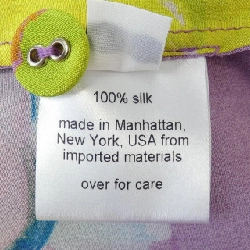 100% silk
made in Manhattan,
New York, USA from
imported materials
over for care